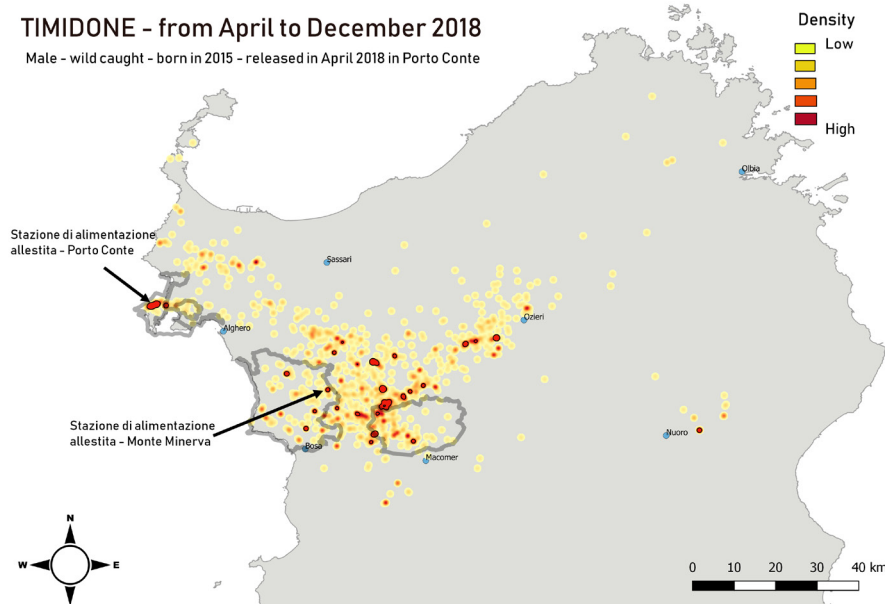 TIMIDONE - from April to December 2018
Male - wild caught - born in 2015 - released in April 2018 in Porto Conte
Density
Low
High
Olbia
Stazione di alimentazione
allestita - Porto Conte
Sassari
Alghero
Ozieri
Stazione di alimentazione
allestita - Monte Minerva
Bosa
Macomer
Nuoro
N
W E
0 10 20 30 40 km